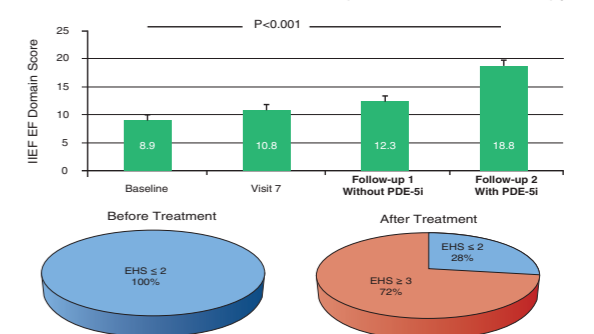 P<0.001
IIEF EF Domain Score
25
20
15
10
5
0
8.9
10.8
12.3
18.8
Baseline
Visit 7
Follow-up 1
Without PDE-5i
Follow-up 2
With PDE-5i
Before Treatment
After Treatment
EHS ≤ 2
100%
EHS ≤ 2
28%
EHS ≥ 3
72%